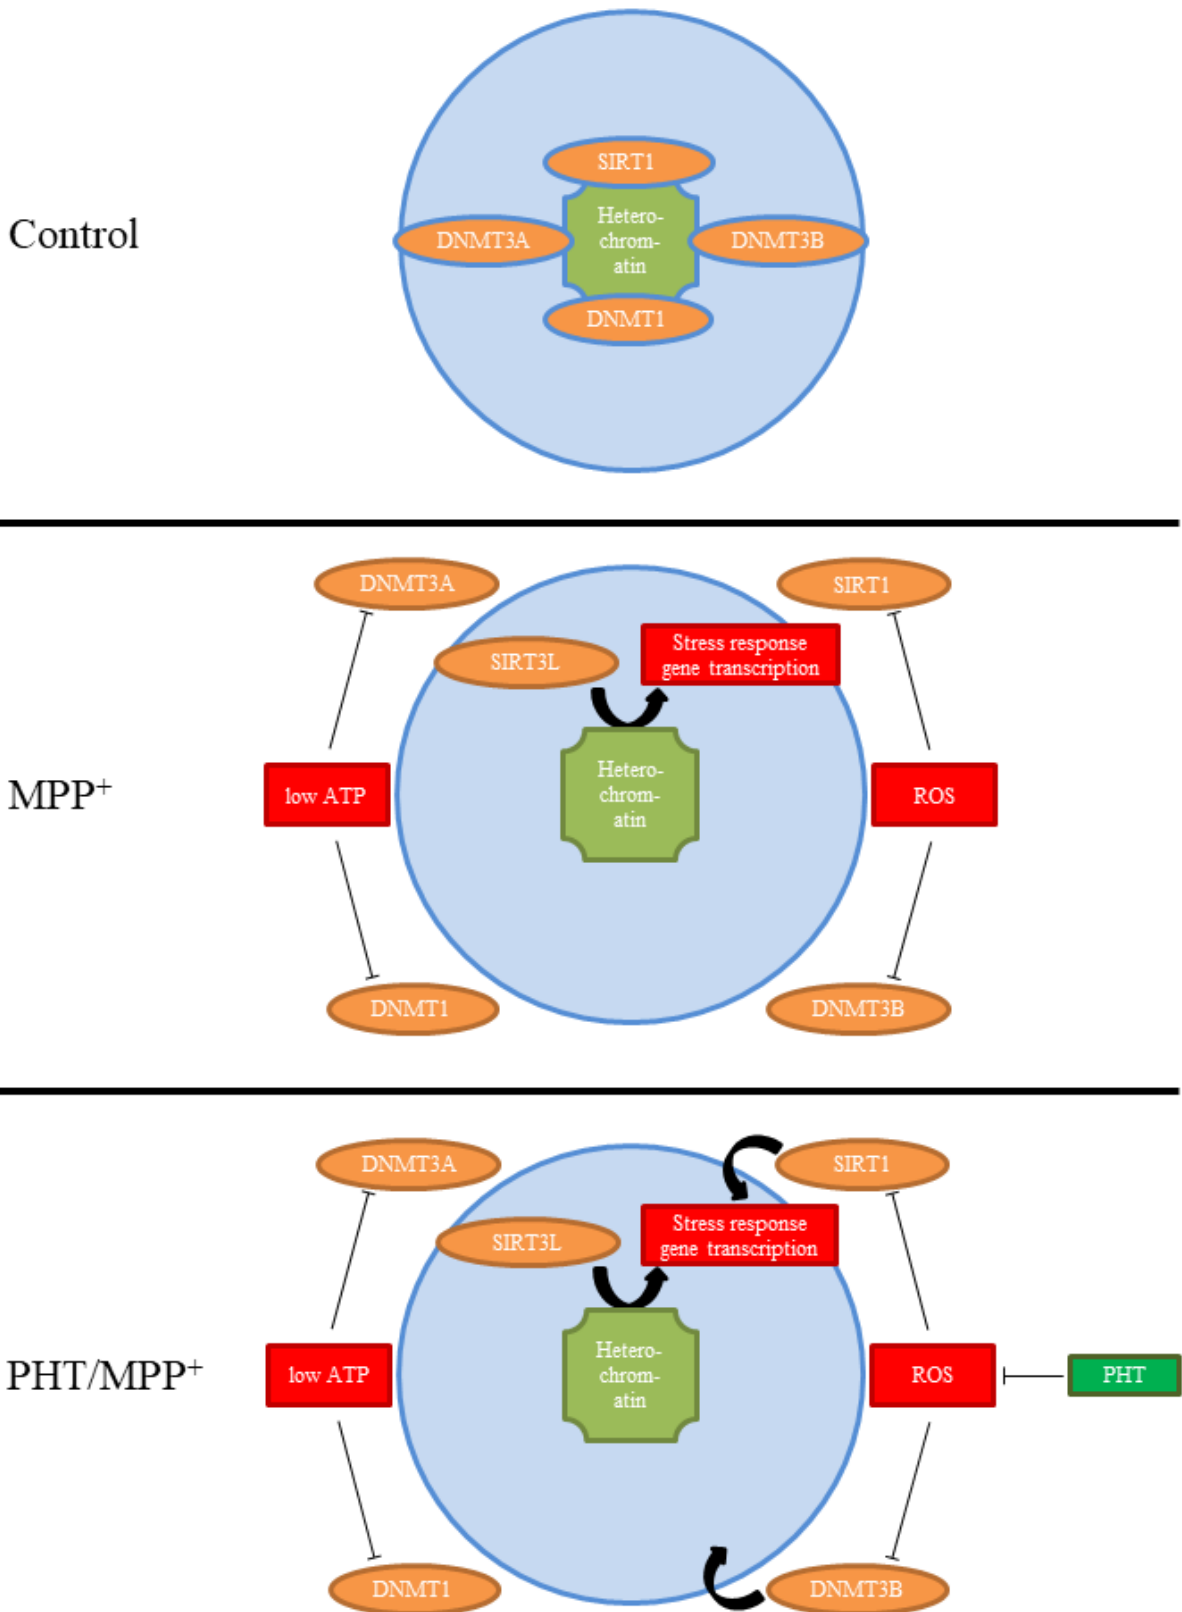 Control
SIRT1
DNMT3A
Hetero-
chrom-
atin
DNMT3B
DNMT1
MPP⁺
DNMT3A
SIRT1
SIRT3L
Stress response
gene transcription
low ATP
Hetero-
chrom-
atin
ROS
DNMT1
DNMT3B
PHT/MPP⁺
DNMT3A
SIRT1
SIRT3L
Stress response
gene transcription
low ATP
Hetero-
chrom-
atin
ROS
PHT
DNMT1
DNMT3B